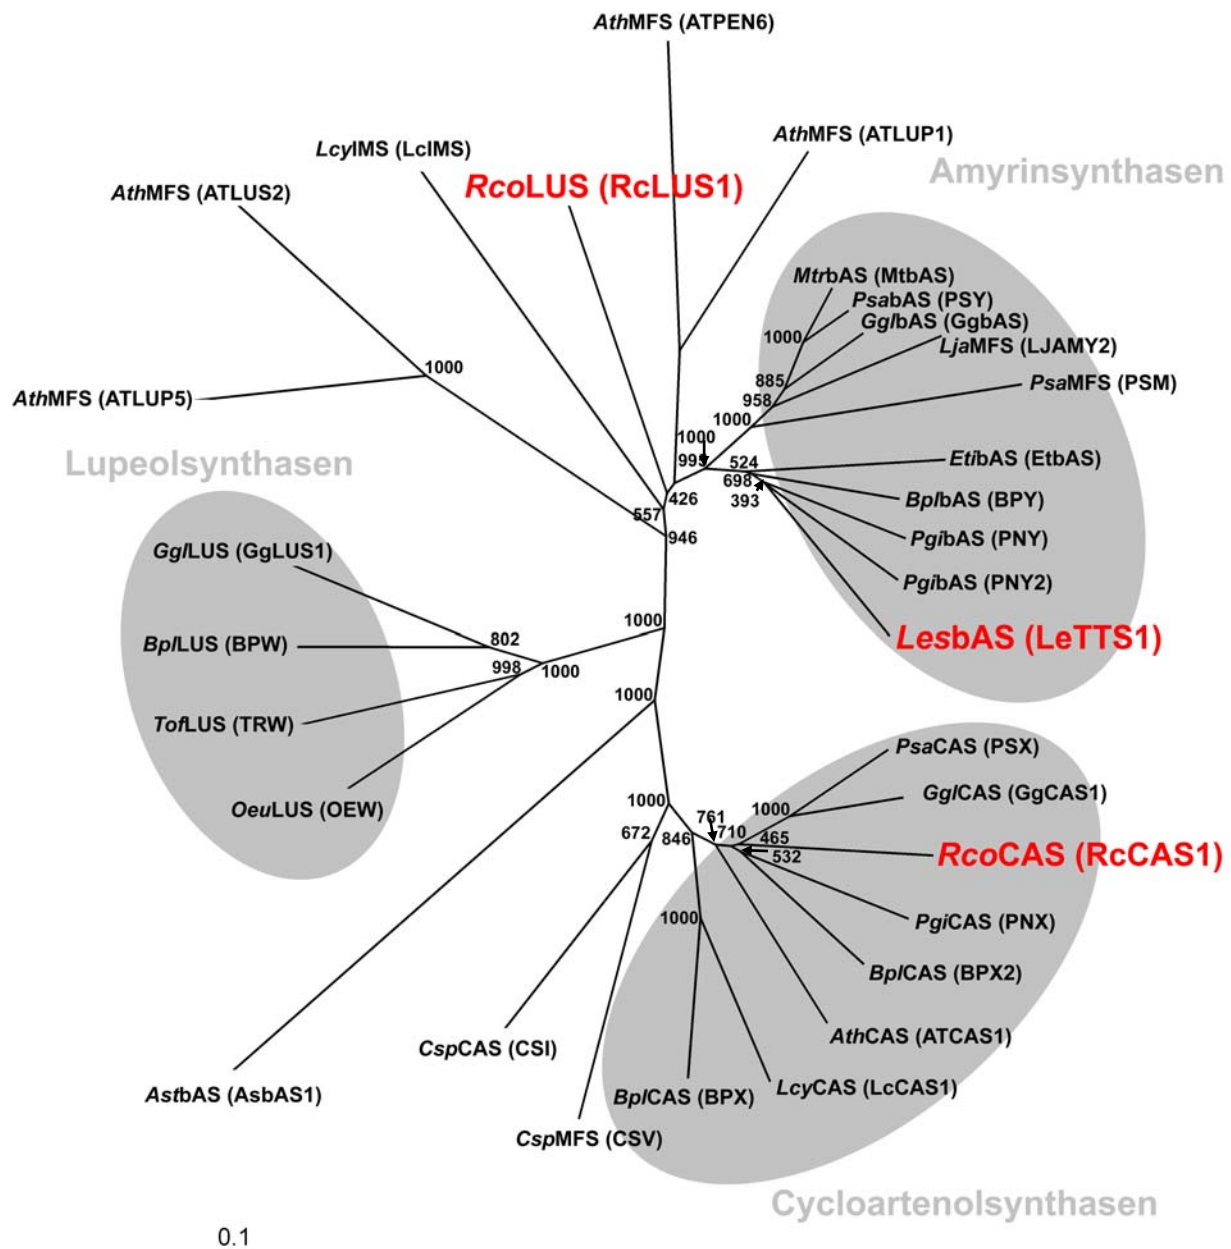 AthMFS (ATPEN6)
AthMFS (ATLUP1)
LcyIMS (LcIMS)
RcoLUS (RcLUS1)
Amyrinsynthasen
AthMFS (ATLUS2)
MtrbAS (MtbAS)
PsabAS (PSY)
GglbAS (GgbAS)
1000
LjaMFS (LJAMY2)
1000
885
PsaMFS (PSM)
AthMFS (ATLUP5)
958
1000
1000
Lupeolsynthasen
995
524
EtibAS (EtbAS)
698
426
393
BplbAS (BPY)
557
946
PgibAS (PNY)
GglLUS (GgLUS1)
PgibAS (PNY2)
1000
802
BplLUS (BPW)
LesbAS (LeTTS1)
998
1000
1000
TofLUS (TRW)
PsaCAS (PSX)
GglCAS (GgCAS1)
OeuLUS (OEW)
1000
1000
761
672
846
710
465
532
RcoCAS (RcCAS1)
1000
PgiCAS (PNX)
BplCAS (BPX2)
AthCAS (ATCAS1)
CspCAS (CSI)
AstbAS (AsbAS1)
BplCAS (BPX)
LcyCAS (LcCAS1)
CspMFS (CSV)
Cycloartenolsynthasen
0.1